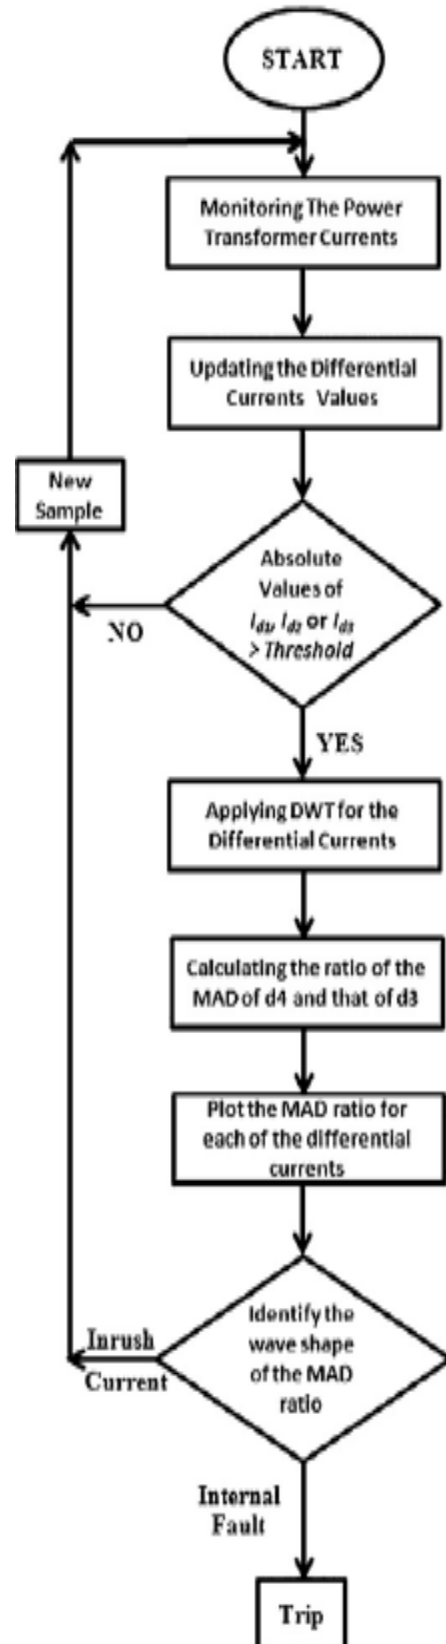 START
Monitoring The Power
Transformer Currents
Updating the Differential
Currents Values
New
Sample
Absolute
Values of
I_d1, I_d2 or I_d3
> Threshold
NO
YES
Applying DWT for the
Differential Currents
Calculating the ratio of the
MAD of d4 and that of d3
Plot the MAD ratio for
each of the differential
currents
Identify the
wave shape
of the MAD
ratio
Inrush
Current
Internal
Fault
Trip